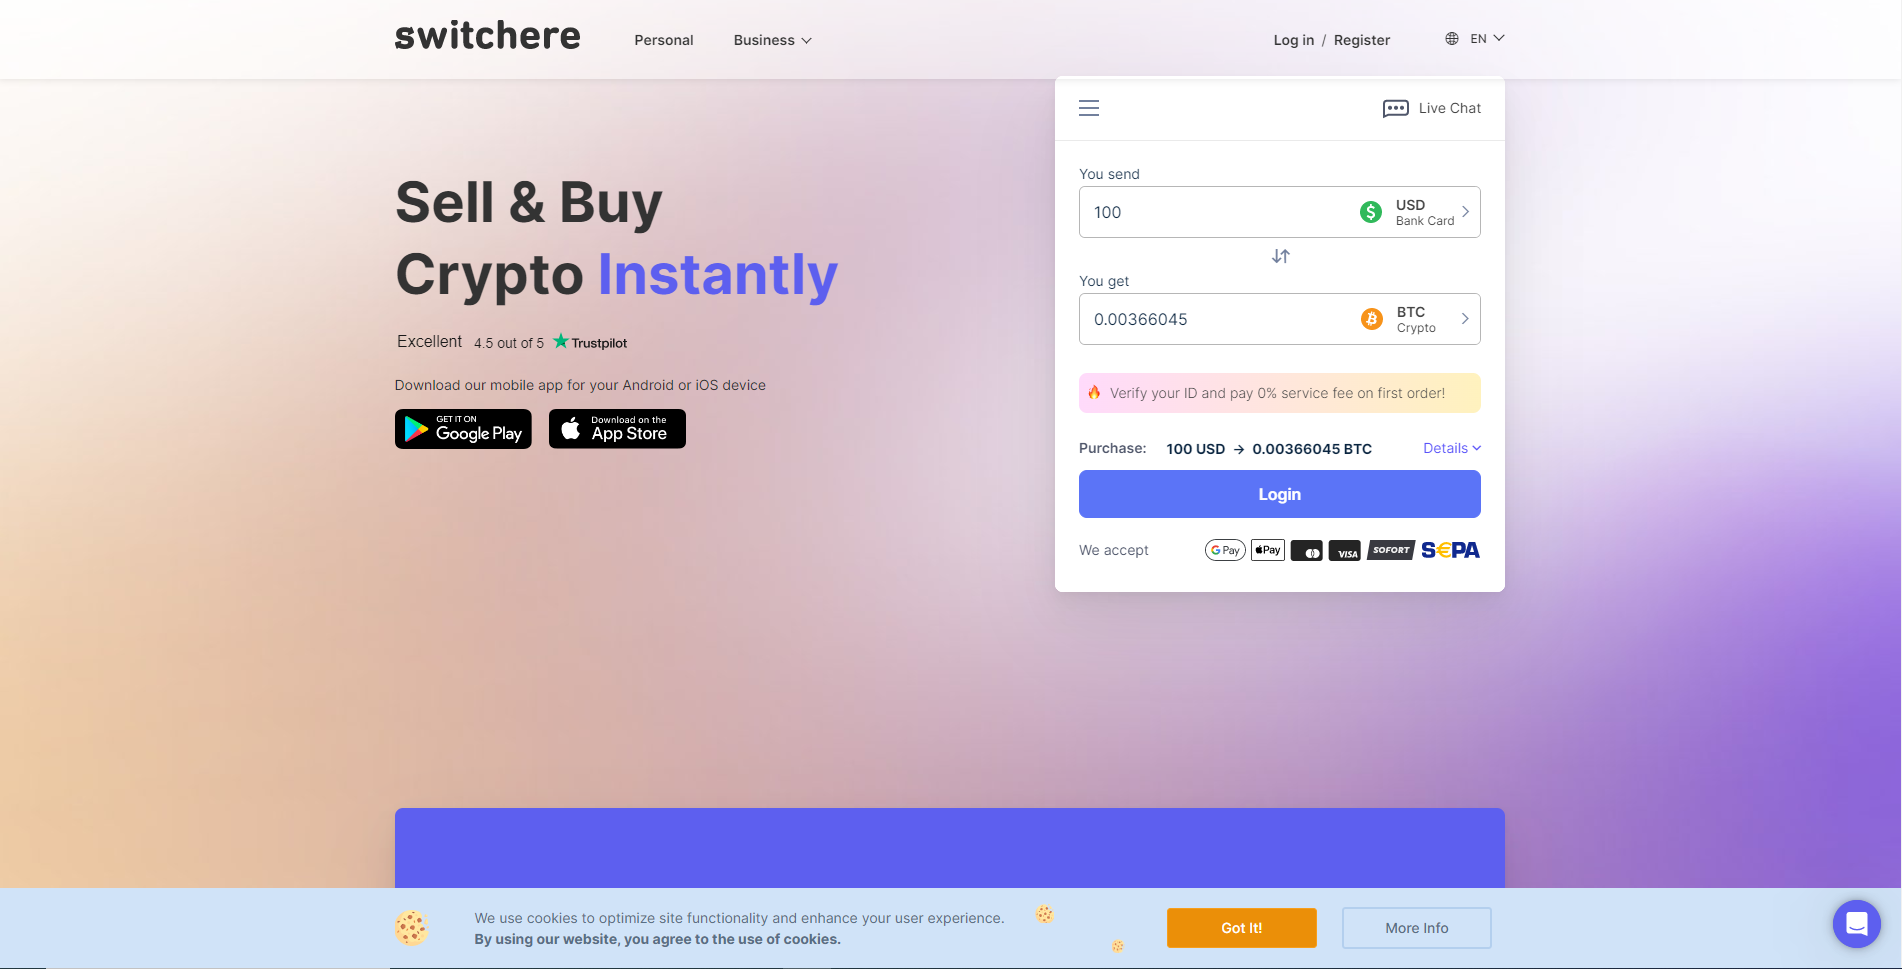 switchere
Personal
Business
Log in / Register
EN
Live Chat
Sell & Buy
Crypto Instantly
Excellent 4.5 out of 5 Trustpilot
Download our mobile app for your Android or iOS device
GET IT ON
Google Play
Download on the
App Store
You send
100
USD
Bank Card
You get
0.00366045
BTC
Crypto
Verify your ID and pay 0% service fee on first order!
Purchase: 100 USD → 0.00366045 BTC Details
Login
We accept G Pay Pay VISA SOFORT S€PA
We use cookies to optimize site functionality and enhance your user experience.
By using our website, you agree to the use of cookies.
Got It!
More Info